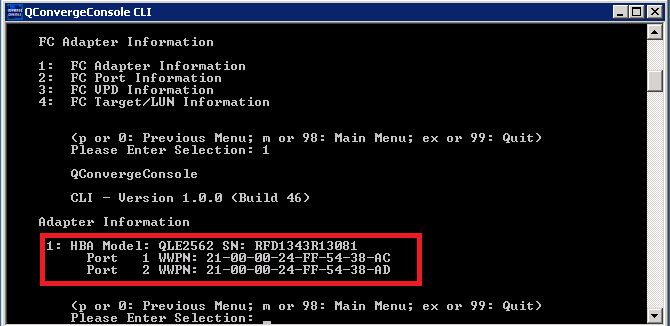 QConvergeConsole CLI
FC Adapter Information
1: FC Adapter Information
2: FC Port Information
3: FC VPD Information
4: FC Target/LUN Information
(p or 0: Previous Menu; m or 98: Main Menu; ex or 99: Quit)
Please Enter Selection: 1
QConvergeConsole
CLI - Version 1.0.0 (Build 46)
Adapter Information
1: HBA Model: QLE2562 SN: RFD1343R13081
Port 1 WWPN: 21-00-00-24-FF-54-38-AC
Port 2 WWPN: 21-00-00-24-FF-54-38-AD
(p or 0: Previous Menu; m or 98: Main Menu; ex or 99: Quit)
Please Enter Selection: _